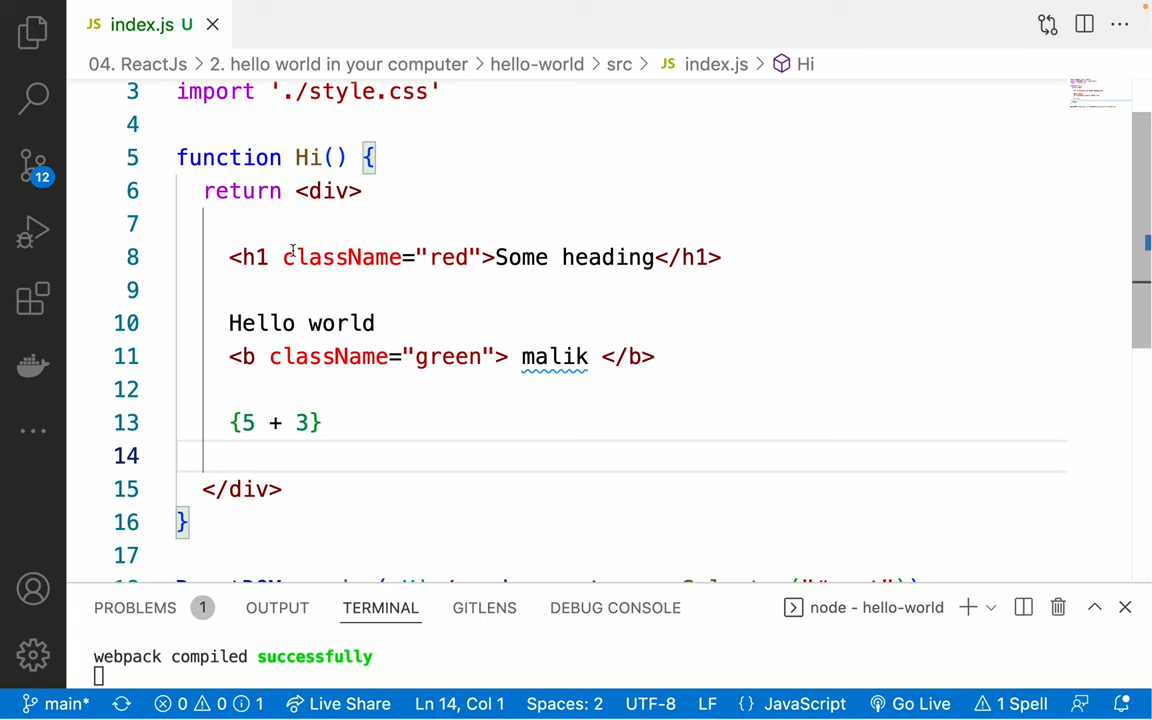 JS index.js U
04. ReactJs > 2. hello world in your computer > hello-world > src > JS index.js > Hi
3 import './style.css'
4
5 function Hi() {
6 return <div>
7
8 <h1 className="red">Some heading</h1>
9
10 Hello world
11 <b className="green"> malik </b>
12
13 {5 + 3}
14
15 </div>
16 }
17
12
PROBLEMS 1 OUTPUT TERMINAL GITLENS DEBUG CONSOLE node - hello-world
webpack compiled successfully
main* 0 0 1 Live Share Ln 14, Col 1 Spaces: 2 UTF-8 LF {} JavaScript Go Live 1 Spell